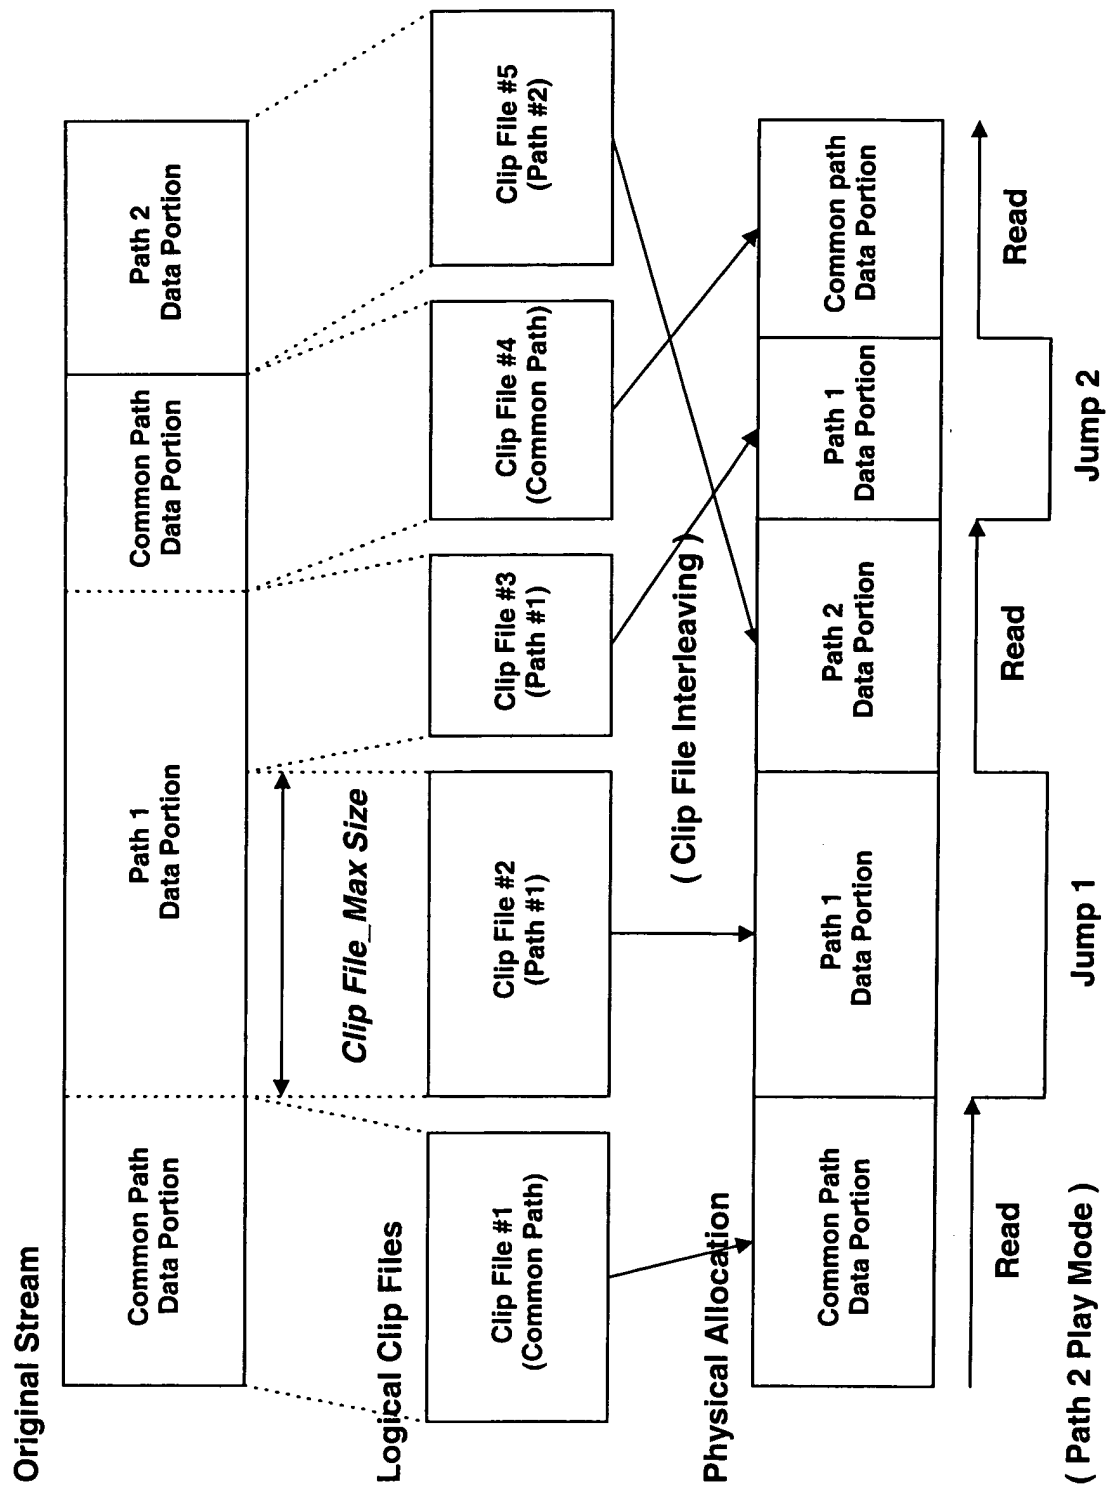 Original Stream
Common Path
Data Portion
Path 1
Data Portion
Common Path
Data Portion
Path 2
Data Portion
Clip File_Max Size
Logical Clip Files
Clip File #1
(Common Path)
Clip File #2
(Path #1)
Clip File #3
(Path #1)
Clip File #4
(Common Path)
Clip File #5
(Path #2)
( Clip File Interleaving )
Physical Allocation
Common Path
Data Portion
Path 1
Data Portion
Path 2
Data Portion
Path 1
Data Portion
Common path
Data Portion
Read
Read
Read
( Path 2 Play Mode )
Jump 1
Jump 2